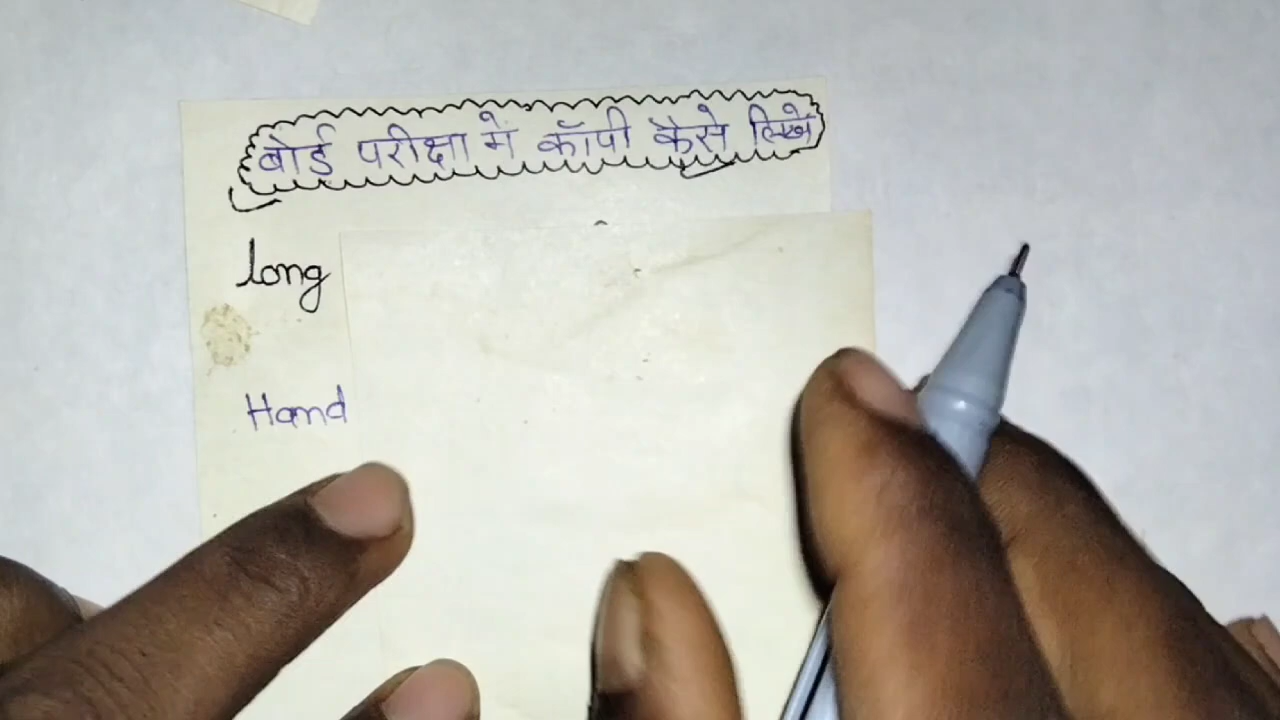 बोर्ड परीक्षा में कॉपी कैसे लिखें
long
Hand